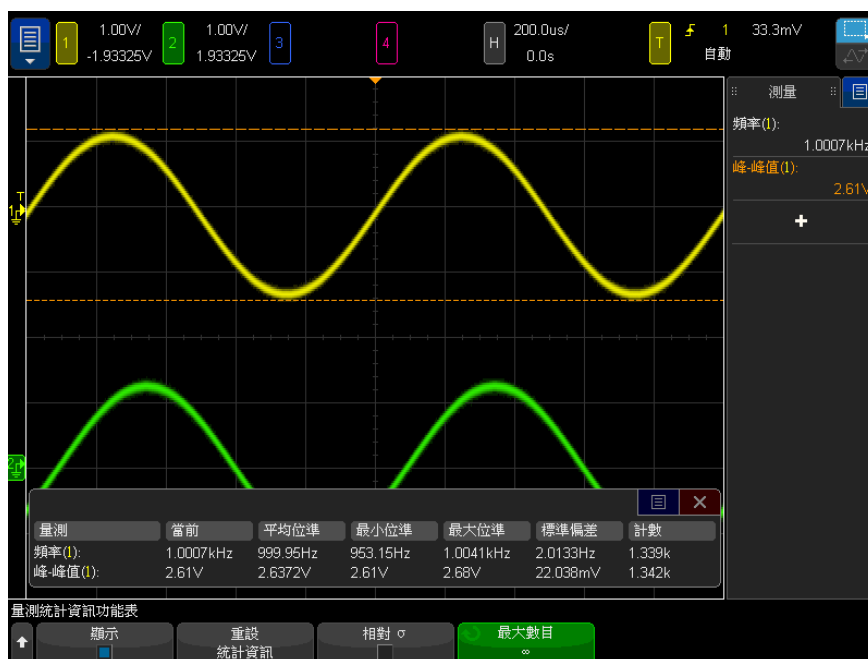 1 1.00V/ 2 1.00V/ 3 4 H 200.0us/ T 1 33.3mV
-1.93325V 1.93325V 0.0s 自動
測量
頻率(1):
1.0007kHz
峰-峰值(1):
2.61V
+
T
1
2
量測 當前 平均位準 最小位準 最大位準 標準偏差 計數
頻率(1): 1.0007kHz 999.95Hz 953.15Hz 1.0041kHz 2.0133Hz 1.339k
峰-峰值(1): 2.61V 2.6372V 2.61V 2.68V 22.038mV 1.342k
量測統計資訊功能表
顯示 重設 相對 σ 最大數目
統計資訊 ∞